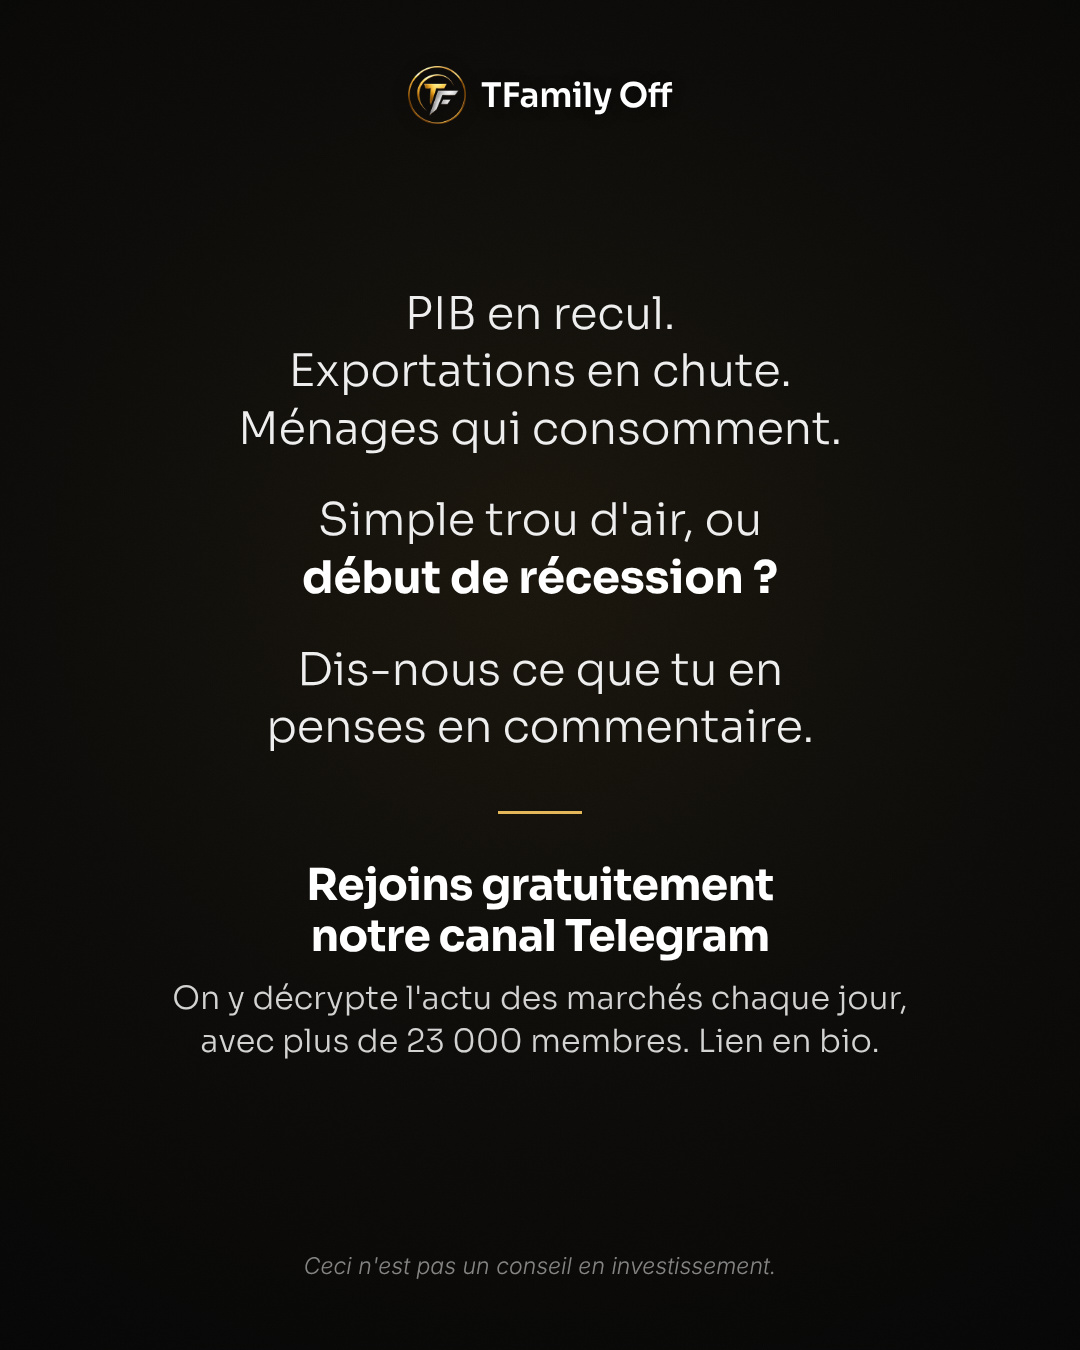 TF TFamily Off
PIB en recul.
Exportations en chute.
Ménages qui consomment.
Simple trou d'air, ou
début de récession ?
Dis-nous ce que tu en
penses en commentaire.
Rejoins gratuitement
notre canal Telegram
On y décrypte l'actu des marchés chaque jour,
avec plus de 23 000 membres. Lien en bio.
Ceci n'est pas un conseil en investissement.